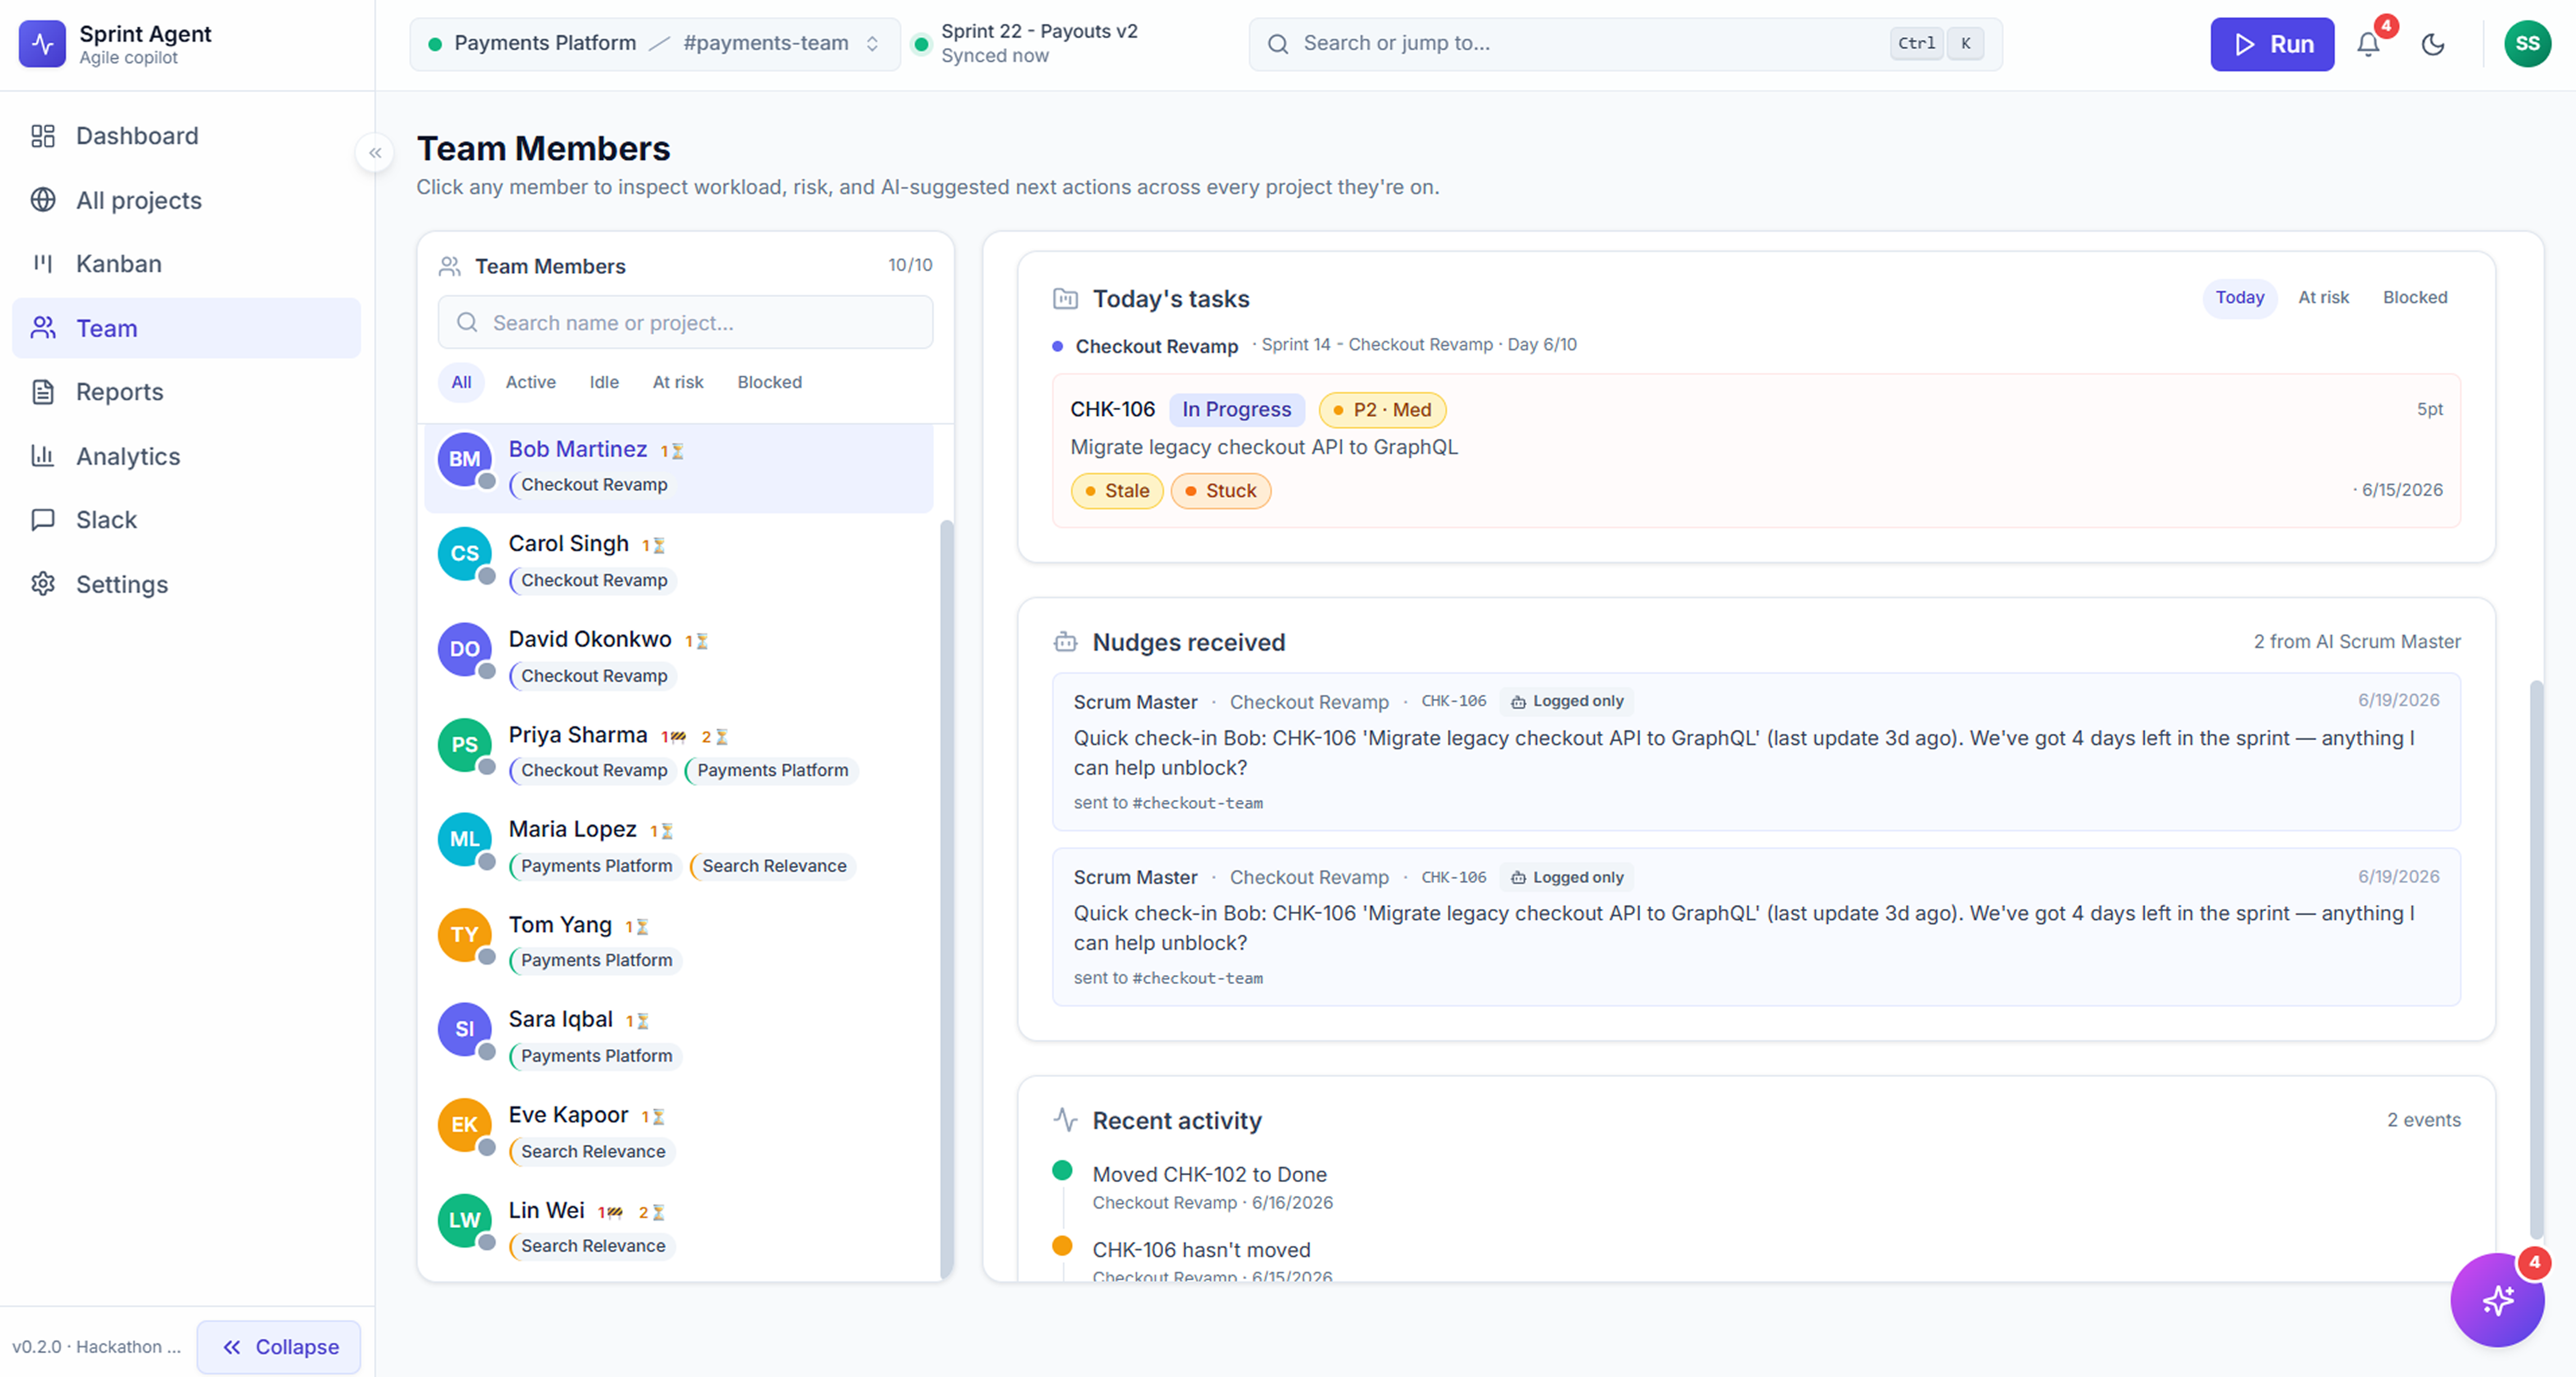 Sprint Agent
Agile copilot
Payments Platform / #payments-team
Sprint 22 - Payouts v2
Synced now
Search or jump to...
Ctrl K
Run
4
SS
Dashboard
All projects
Kanban
Team
Reports
Analytics
Slack
Settings
v0.2.0 · Hackathon ...
Collapse
Team Members
Click any member to inspect workload, risk, and AI-suggested next actions across every project they're on.
Team Members 10/10
Search name or project...
All Active Idle At risk Blocked
BM Bob Martinez 1⏳
Checkout Revamp
CS Carol Singh 1⏳
Checkout Revamp
DO David Okonkwo 1⏳
Checkout Revamp
PS Priya Sharma 1🚧 2⏳
Checkout Revamp Payments Platform
ML Maria Lopez 1⏳
Payments Platform Search Relevance
TY Tom Yang 1⏳
Payments Platform
SI Sara Iqbal 1⏳
Payments Platform
EK Eve Kapoor 1⏳
Search Relevance
LW Lin Wei 1🚧 2⏳
Search Relevance
Today's tasks Today At risk Blocked
Checkout Revamp · Sprint 14 - Checkout Revamp · Day 6/10
CHK-106 In Progress P2 · Med 5pt
Migrate legacy checkout API to GraphQL
Stale Stuck · 6/15/2026
Nudges received 2 from AI Scrum Master
Scrum Master · Checkout Revamp · CHK-106 Logged only 6/19/2026
Quick check-in Bob: CHK-106 'Migrate legacy checkout API to GraphQL' (last update 3d ago). We've got 4 days left in the sprint — anything I
can help unblock?
sent to #checkout-team
Scrum Master · Checkout Revamp · CHK-106 Logged only 6/19/2026
Quick check-in Bob: CHK-106 'Migrate legacy checkout API to GraphQL' (last update 3d ago). We've got 4 days left in the sprint — anything I
can help unblock?
sent to #checkout-team
Recent activity 2 events
Moved CHK-102 to Done
Checkout Revamp · 6/16/2026
CHK-106 hasn't moved
Checkout Revamp · 6/15/2026
4